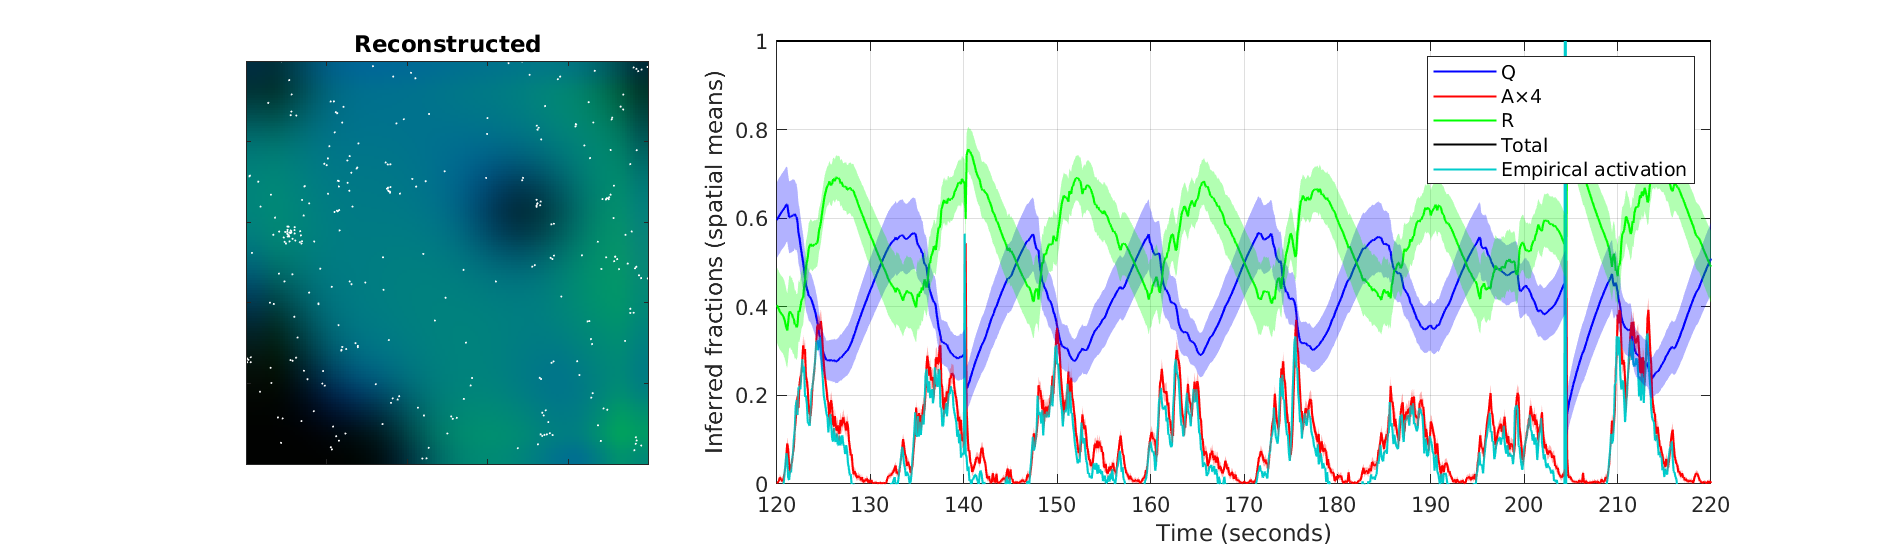 Reconstructed
Inferred fractions (spatial means)
1
0.8
0.6
0.4
0.2
0
Q
A×4
R
Total
Empirical activation
120 130 140 150 160 170 180 190 200 210 220
Time (seconds)